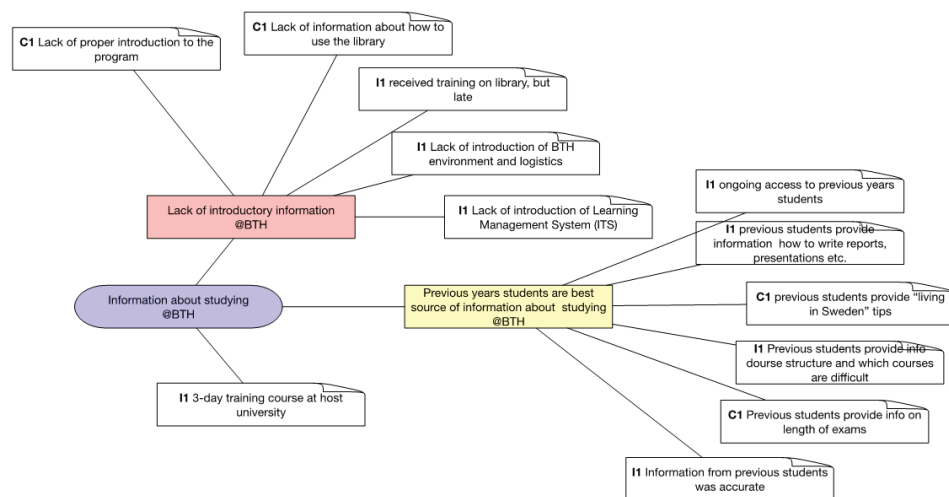 C1 Lack of proper introduction to the
program
C1 Lack of information about how to
use the library
I1 received training on library, but
late
I1 Lack of introduction of BTH
environment and logistics
I1 Lack of introduction of Learning
Management System (ITS)
Lack of introductory information
@BTH
I1 ongoing access to previous years
students
I1 previous students provide
information how to write reports,
presentations etc.
Information about studying
@BTH
Previous years students are best
source of information about studying
@BTH
C1 previous students provide “living
in Sweden” tips
I1 Previous students provide info
dourse structure and which courses
are difficult
I1 3-day training course at host
university
C1 Previous students provide info on
length of exams
I1 Information from previous students
was accurate